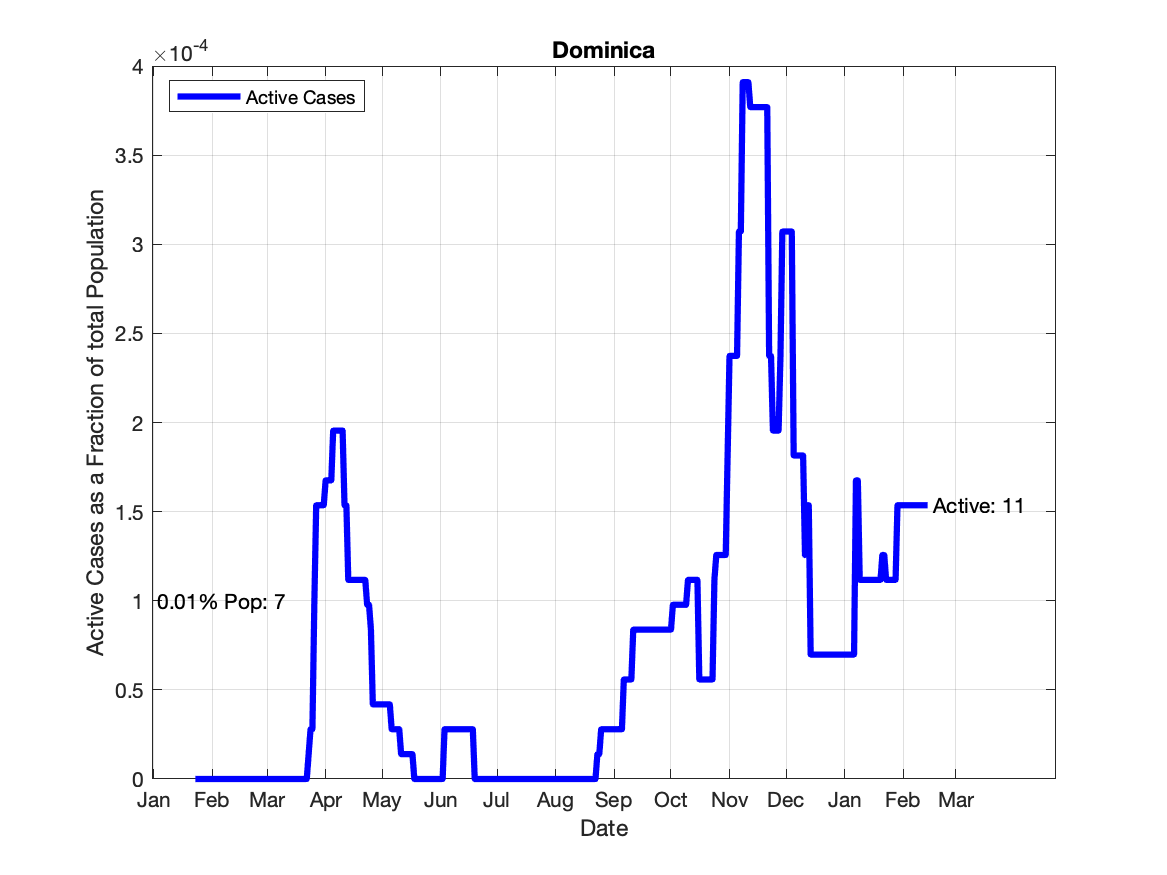 Dominica
×10-4
4
3.5
3
2.5
2
1.5
1
0.5
0
Active Cases as a Fraction of total Population
Active Cases
Active: 11
0.01% Pop: 7
Jan Feb Mar Apr May Jun Jul Aug Sep Oct Nov Dec Jan Feb Mar
Date